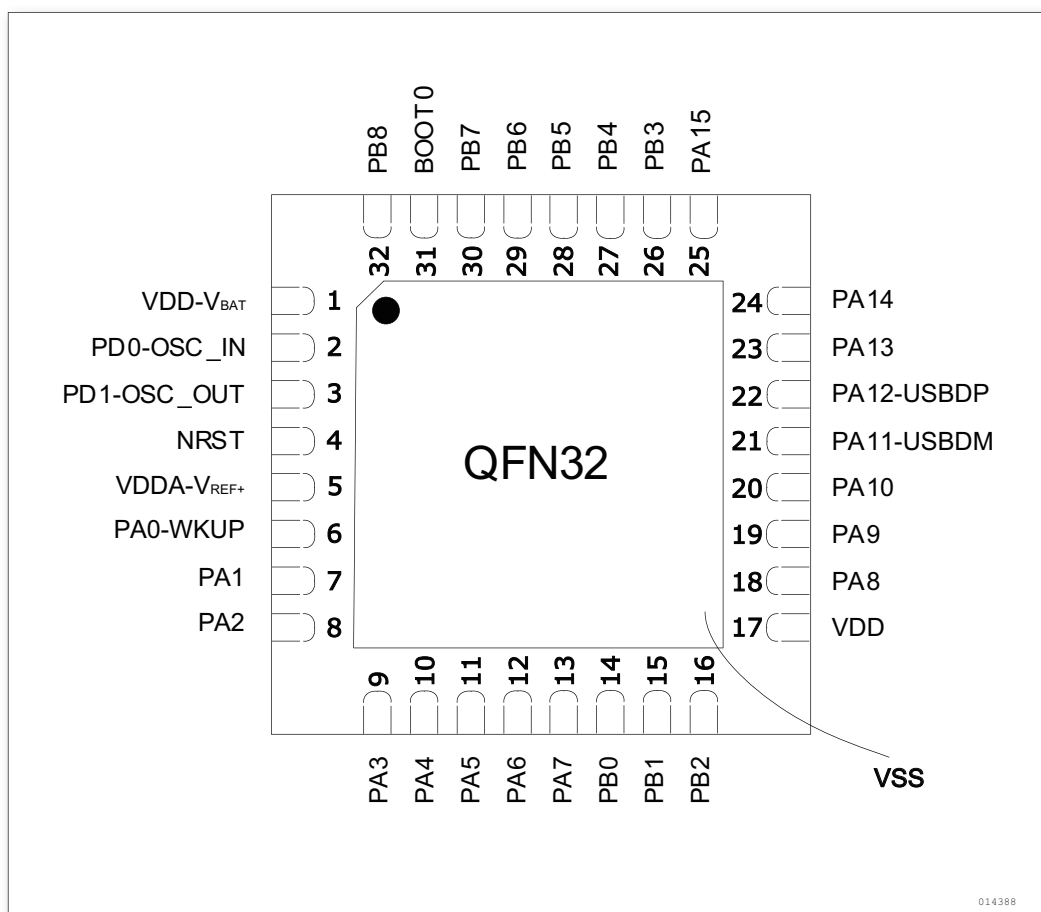 PB8
BOOT0
PB7
PB6
PB5
PB4
PB3
PA15
32
31
30
29
28
27
26
25
VDD-VBAT 1
PD0-OSC_IN 2
PD1-OSC_OUT 3
NRST 4
VDDA-VREF+ 5
PA0-WKUP 6
PA1 7
PA2 8
QFN32
24 PA14
23 PA13
22 PA12-USBDP
21 PA11-USBDM
20 PA10
19 PA9
18 PA8
17 VDD
9
10
11
12
13
14
15
16
PA3
PA4
PA5
PA6
PA7
PB0
PB1
PB2
VSS
014388